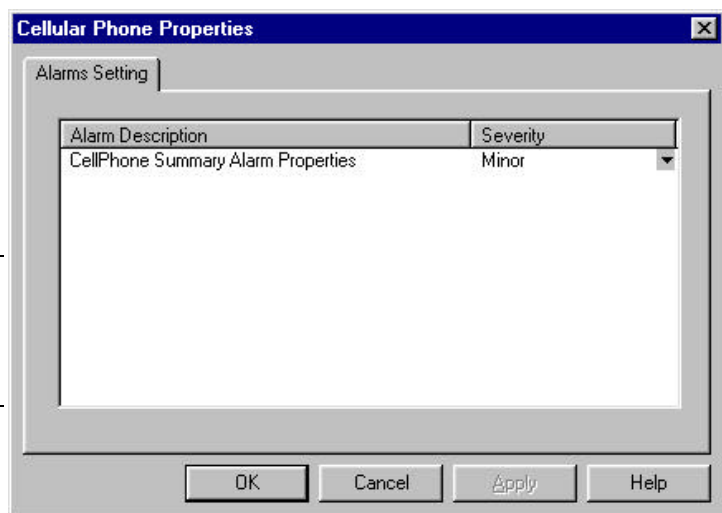 Cellular Phone Properties
Alarms Setting
Alarm Description Severity
CellPhone Summary Alarm Properties Minor
OK Cancel Apply Help